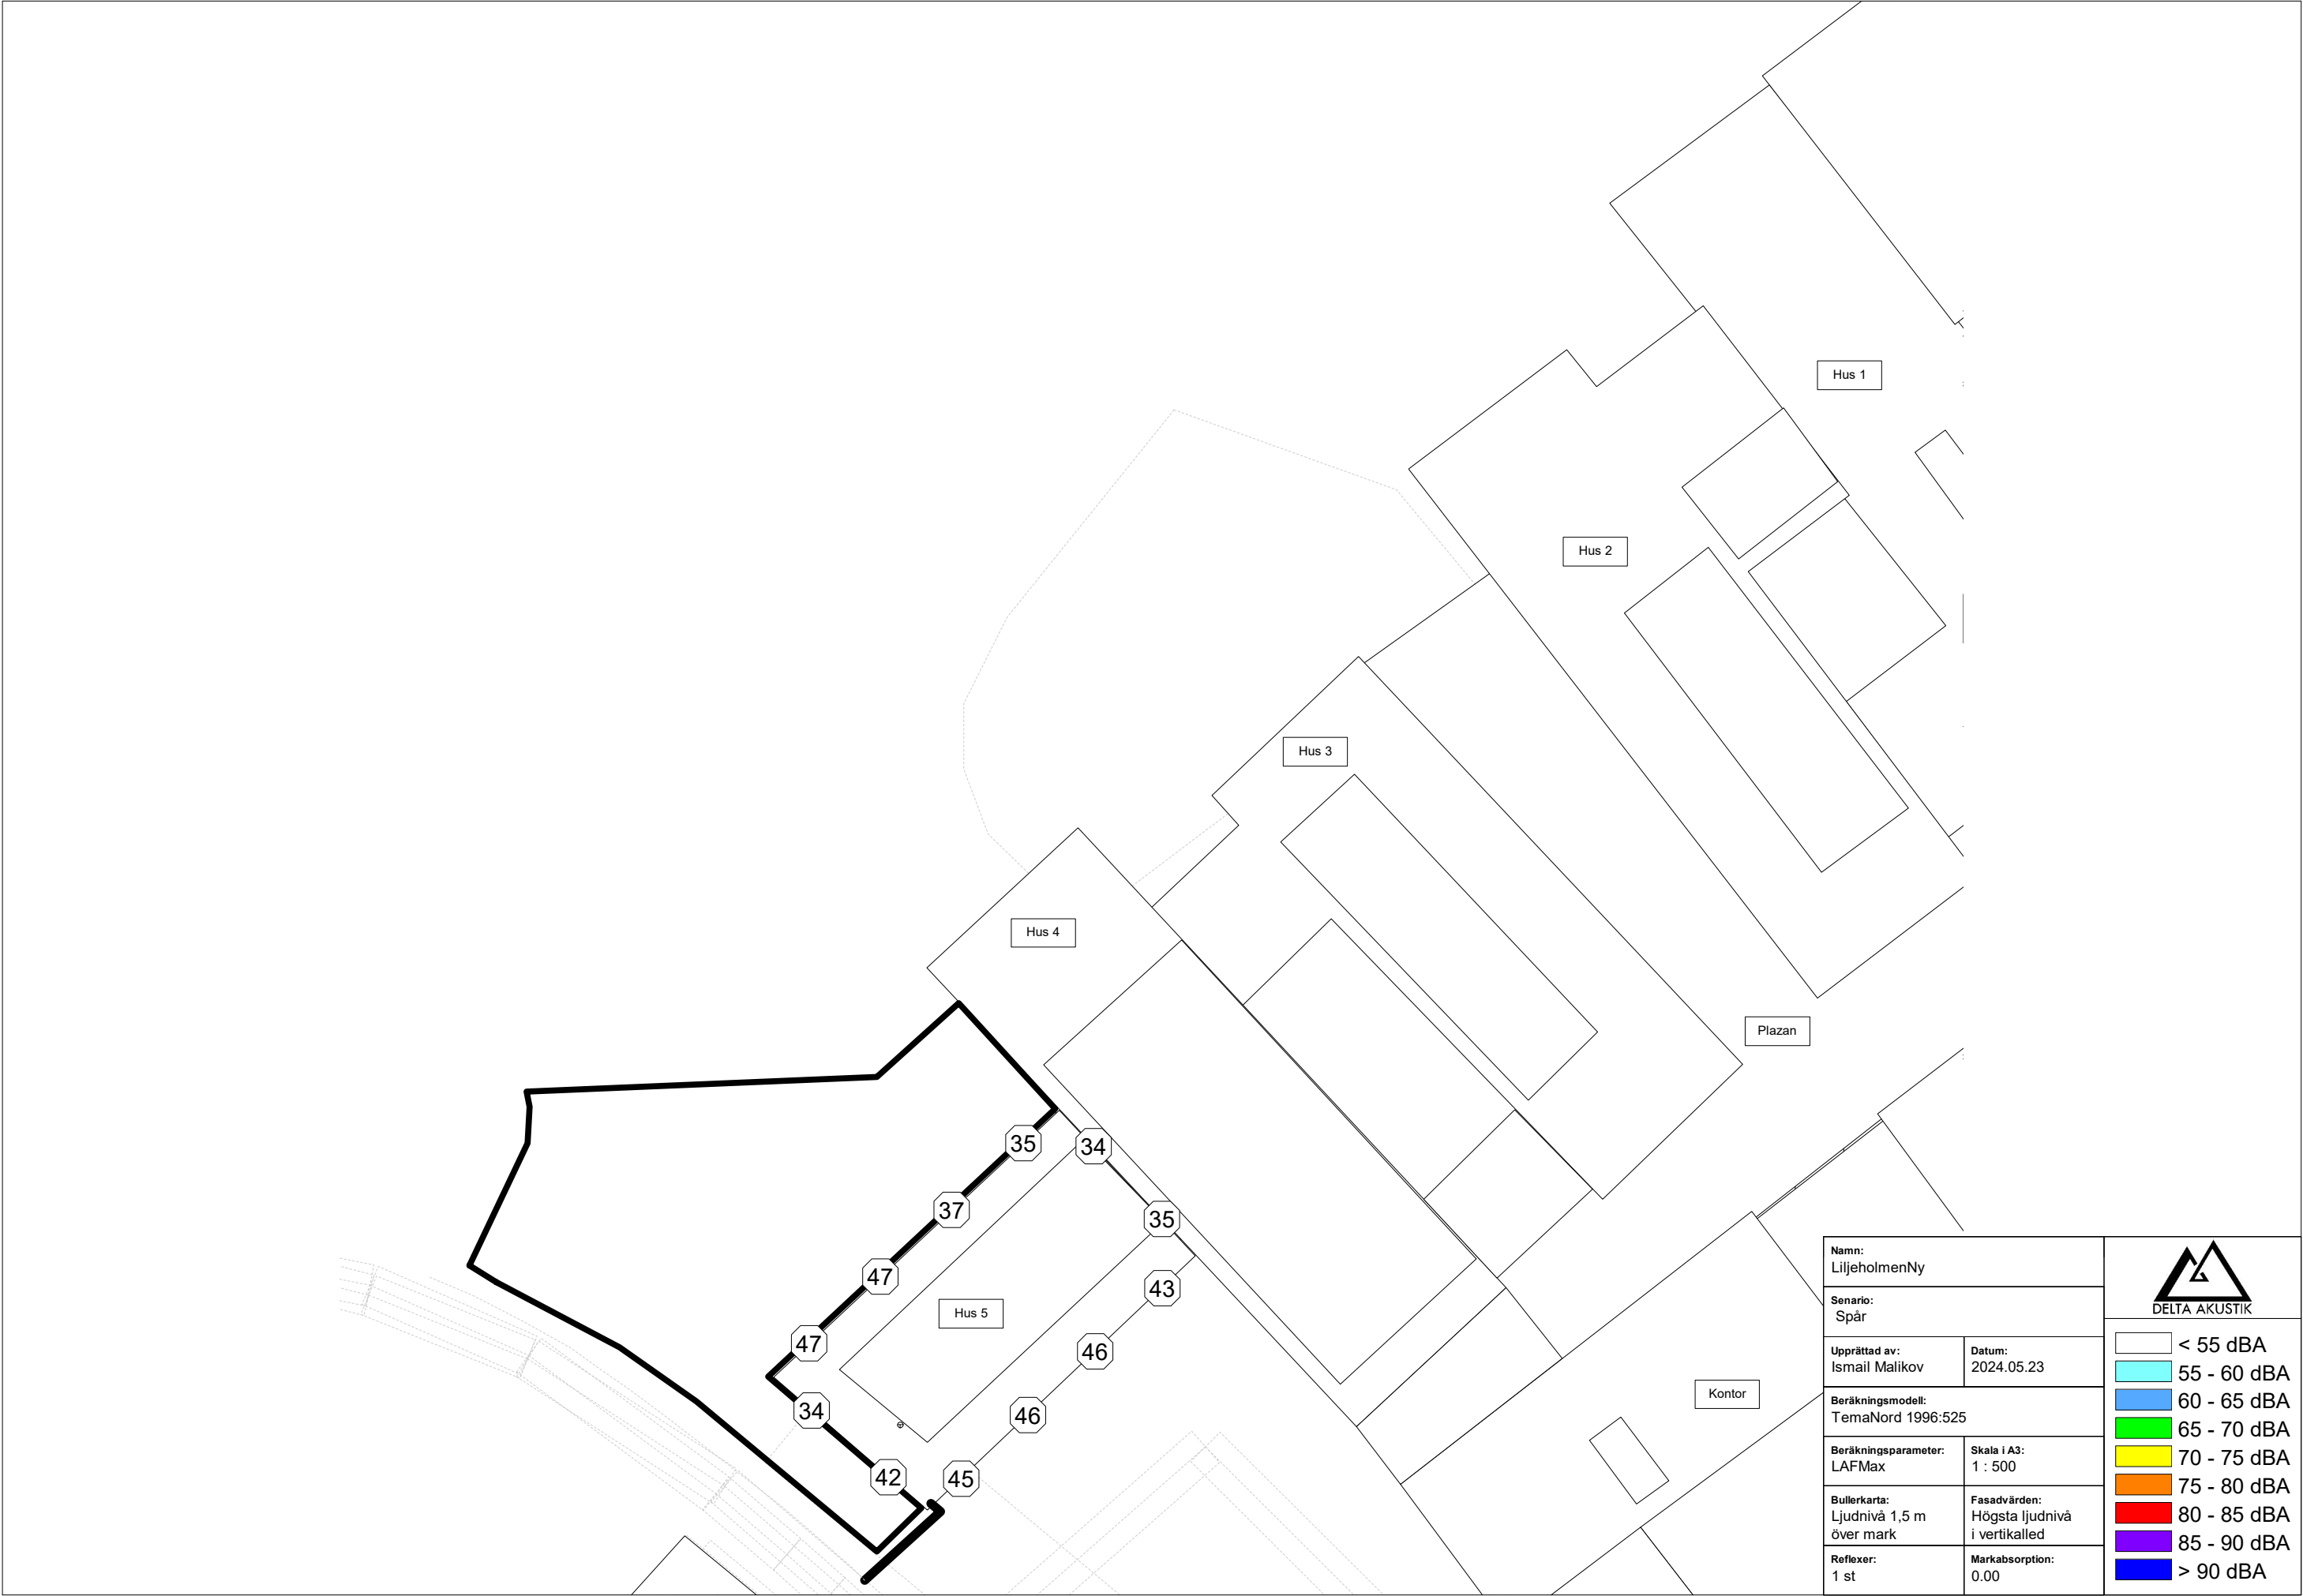 Hus 1
Hus 2
Hus 3
Hus 4
Plazan
35
34
37
35
47
43
Hus 5
47
46
Kontor
34
46
42
45
Namn:
LiljeholmenNy
Senario:
Spår
Upprättad av:
Ismail Malikov
Datum:
2024.05.23
Beräkningsmodell:
TemaNord 1996:525
Beräkningsparameter:
LAFMax
Skala i A3:
1 : 500
Bullerkarta:
Ljudnivå 1,5 m
över mark
Fasadvärden:
Högsta ljudnivå
i vertikalled
Reflexer:
1 st
Markabsorption:
0.00
DELTA AKUSTIK
< 55 dBA
55 - 60 dBA
60 - 65 dBA
65 - 70 dBA
70 - 75 dBA
75 - 80 dBA
80 - 85 dBA
85 - 90 dBA
> 90 dBA